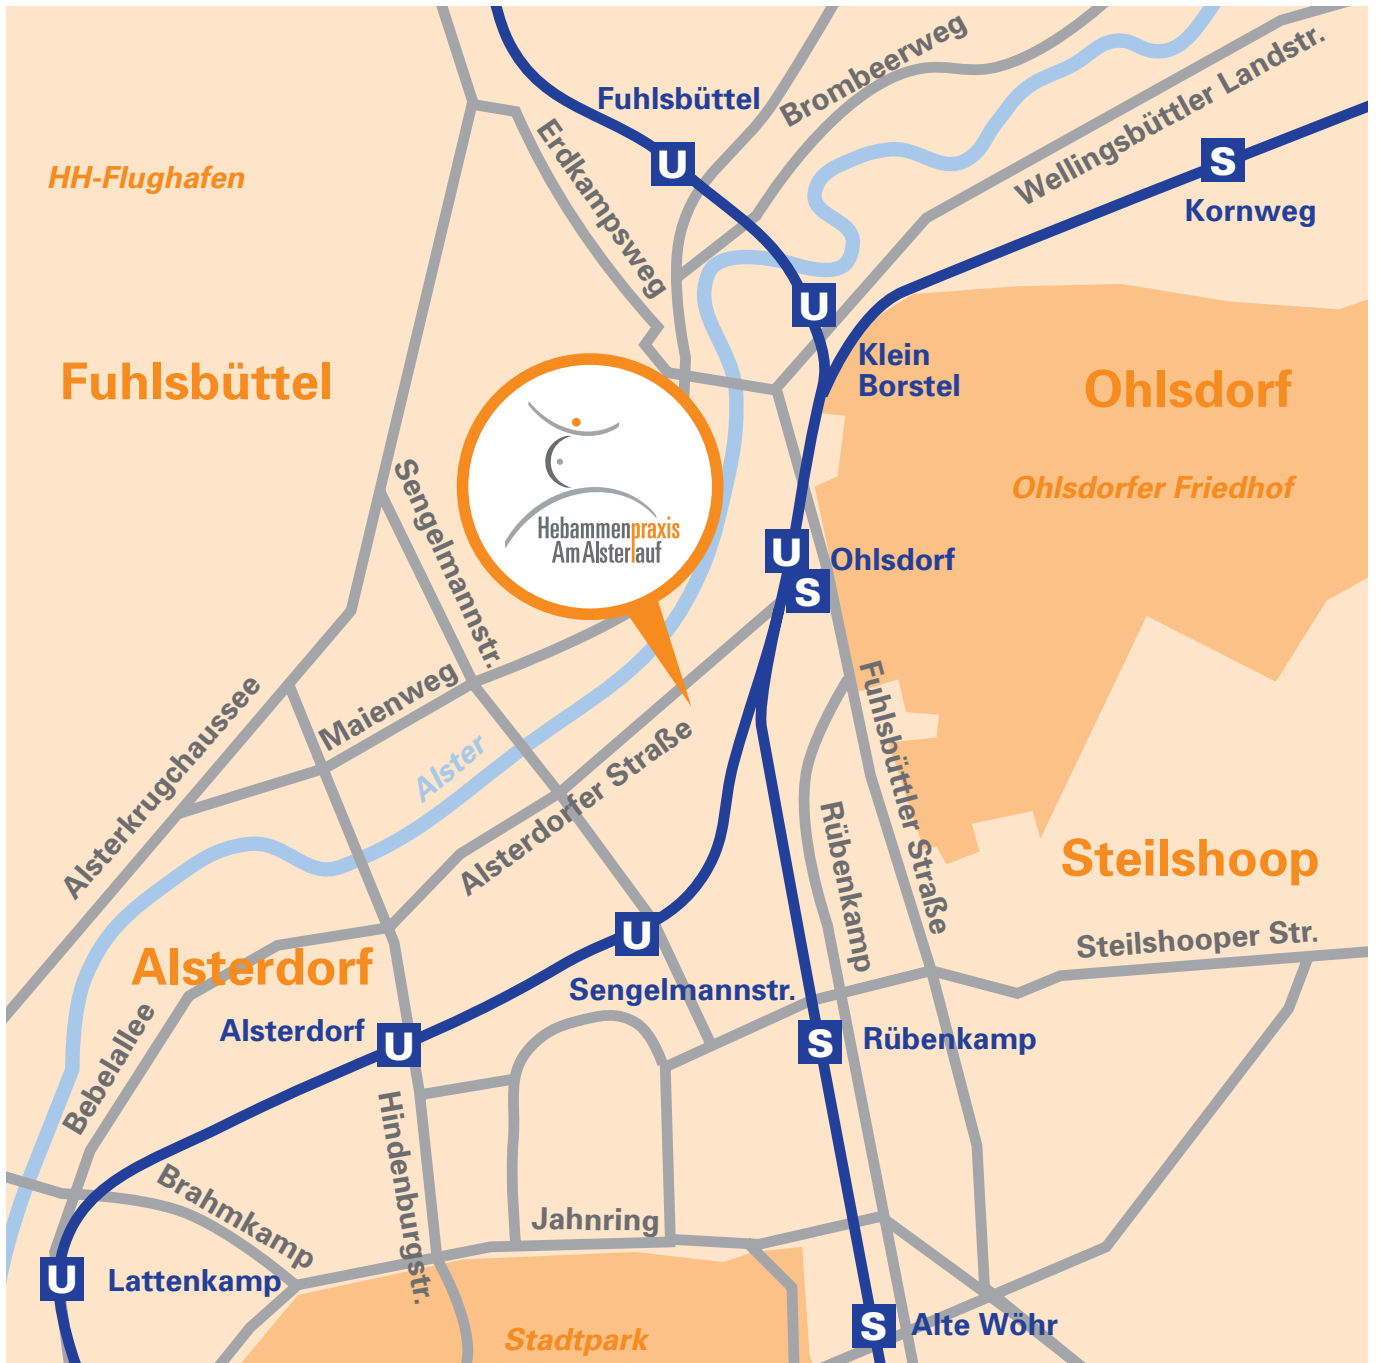 Brombeerweg
Wellingsbüttler Landstr.
Fuhlsbüttel
U
Erdkampsweg
S
Kornweg
HH-Flughafen
U
Klein
Borstel
Fuhlsbüttel
Ohlsdorf
Ohlsdorfer Friedhof
Sengelmannstr.
Hebammenpraxis
Am Alsterlauf
U
Ohlsdorf
S
Maienweg
Alsterkrugchaussee
Alster
Alsterdorfer Straße
Fuhlsbüttler Straße
Rübenkamp
Steilshoop
Steilshooper Str.
Alsterdorf
U
Sengelmannstr.
Alsterdorf
U
S
Rübenkamp
Bebelallee
Hindenburgstr.
Brahmkamp
Jahnring
U
Lattenkamp
Stadtpark
S
Alte Wöhr